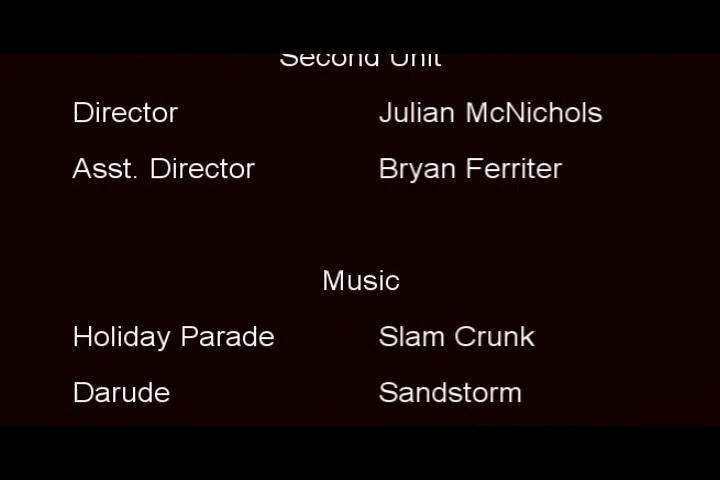 Second Unit
Director Julian McNichols
Asst. Director Bryan Ferriter
Music
Holiday Parade Slam Crunk
Darude Sandstorm